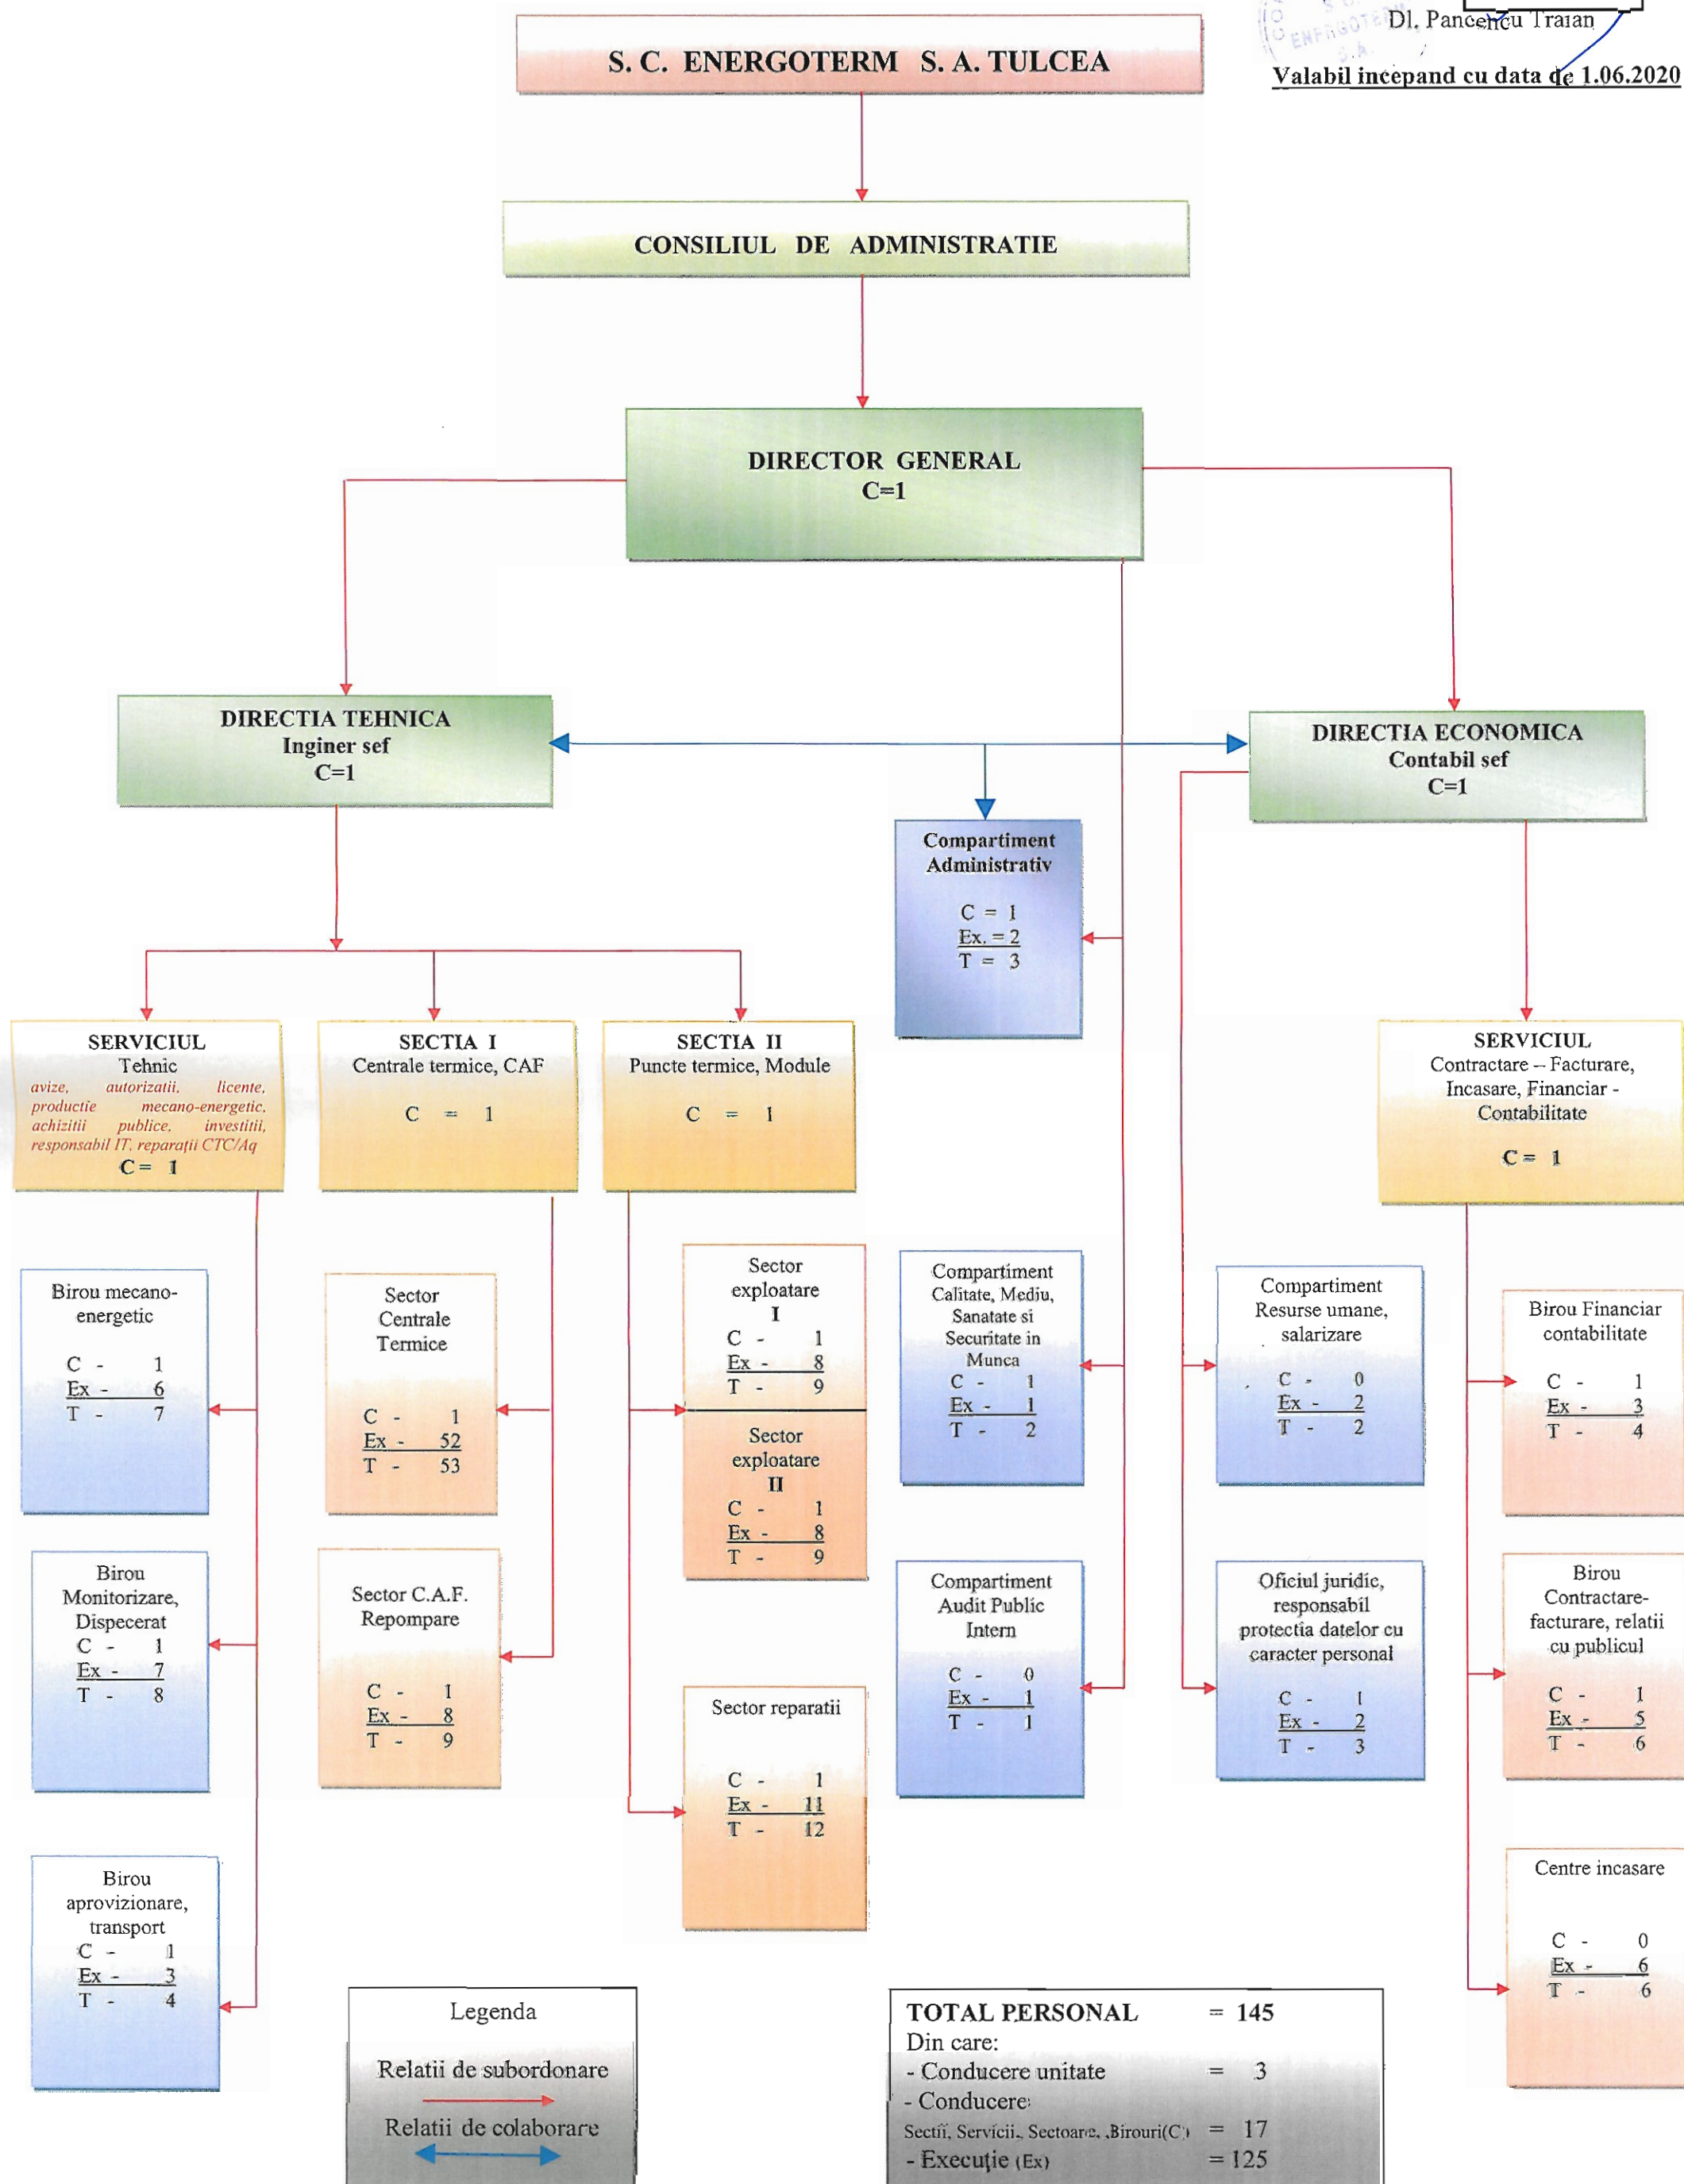 Dl. Pancencu Traian
ENERGOTERM
S.A.
Valabil incepand cu data de 1.06.2020
S. C. ENERGOTERM S. A. TULCEA
CONSILIUL DE ADMINISTRATIE
DIRECTOR GENERAL
C=1
DIRECTIA TEHNICA
Inginer sef
C=1
DIRECTIA ECONOMICA
Contabil sef
C=1
Compartiment
Administrativ
C = 1
Ex. = 2
T = 3
SERVICIUL
Tehnic
avize, autorizatii, licente,
productie mecano-energetic,
achizitii publice, investitii,
responsabil IT, reparaţii CTC/Aq
C = 1
SECTIA I
Centrale termice, CAF
C = 1
SECTIA II
Puncte termice, Module
C = 1
SERVICIUL
Contractare – Facturare,
Incasare, Financiar -
Contabilitate
C = 1
Birou mecano-
energetic
C - 1
Ex - 6
T - 7
Birou
Monitorizare,
Dispecerat
C - 1
Ex - 7
T - 8
Birou
aprovizionare,
transport
C - 1
Ex - 3
T - 4
Sector
Centrale
Termice
C - 1
Ex - 52
T - 53
Sector C.A.F.
Repompare
C - 1
Ex - 8
T - 9
Sector
exploatare
I
C - 1
Ex - 8
T - 9
Sector
exploatare
II
C - 1
Ex - 8
T - 9
Sector reparatii
C - 1
Ex - 11
T - 12
Compartiment
Calitate, Mediu,
Sanatate si
Securitate in
Munca
C - 1
Ex - 1
T - 2
Compartiment
Audit Public
Intern
C - 0
Ex - 1
T - 1
Compartiment
Resurse umane,
salarizare
C - 0
Ex - 2
T - 2
Oficiul juridic,
responsabil
protectia datelor cu
caracter personal
C - 1
Ex - 2
T - 3
Birou Financiar
contabilitate
C - 1
Ex - 3
T - 4
Birou
Contractare-
facturare, relatii
cu publicul
C - 1
Ex - 5
T - 6
Centre incasare
C - 0
Ex - 6
T - 6
Legenda
Relatii de subordonare
Relatii de colaborare
TOTAL PERSONAL = 145
Din care:
- Conducere unitate = 3
- Conducere:
Sectii, Servicii., Sectoare, .Birouri(C) = 17
- Execuţie (Ex) = 125